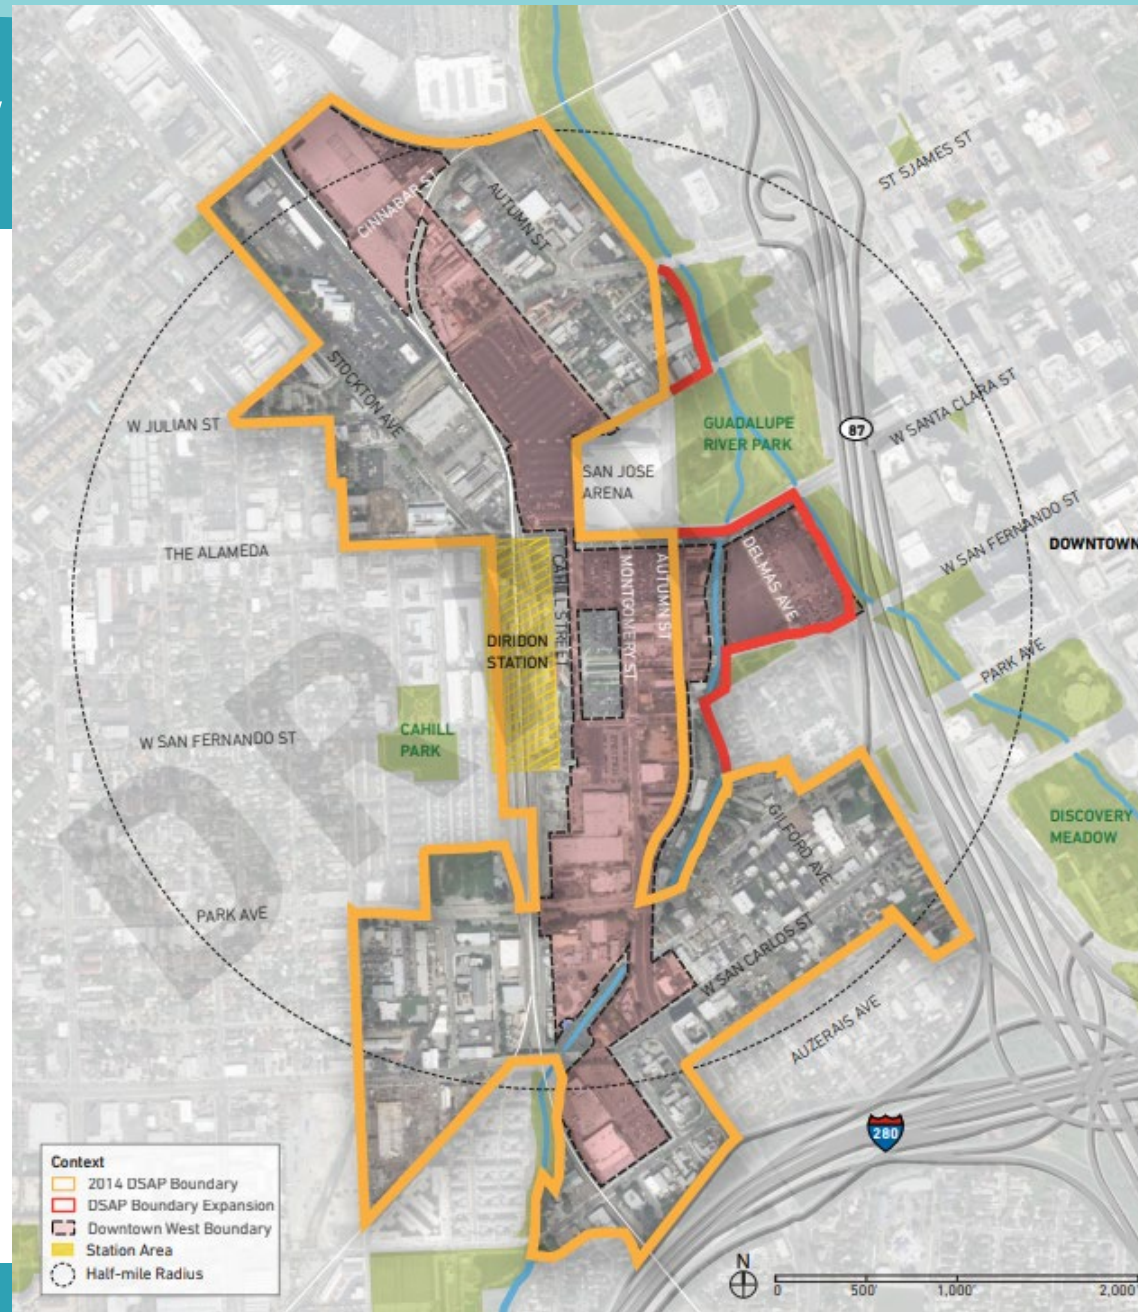 ST SJAMES ST
CINNABAR ST
AUTUMN ST
STOCKTON AVE
W JULIAN ST
W SANTA CLARA ST
87
GUADALUPE
RIVER PARK
SAN JOSE
ARENA
W SAN FERNANDO ST
THE ALAMEDA
DOWNTOWN
CAHILL STREET
MONTGOMERY ST
AUTUMN ST
DELMAS AVE
DIRIDON
STATION
PARK AVE
CAHILL
PARK
W SAN FERNANDO ST
DISCOVERY
MEADOW
GILFORD AVE
PARK AVE
W SAN CARLOS ST
AUZERAIS AVE
280
Context
2014 DSAP Boundary
DSAP Boundary Expansion
Downtown West Boundary
Station Area
Half-mile Radius
N
0 500' 1,000' 2,000'